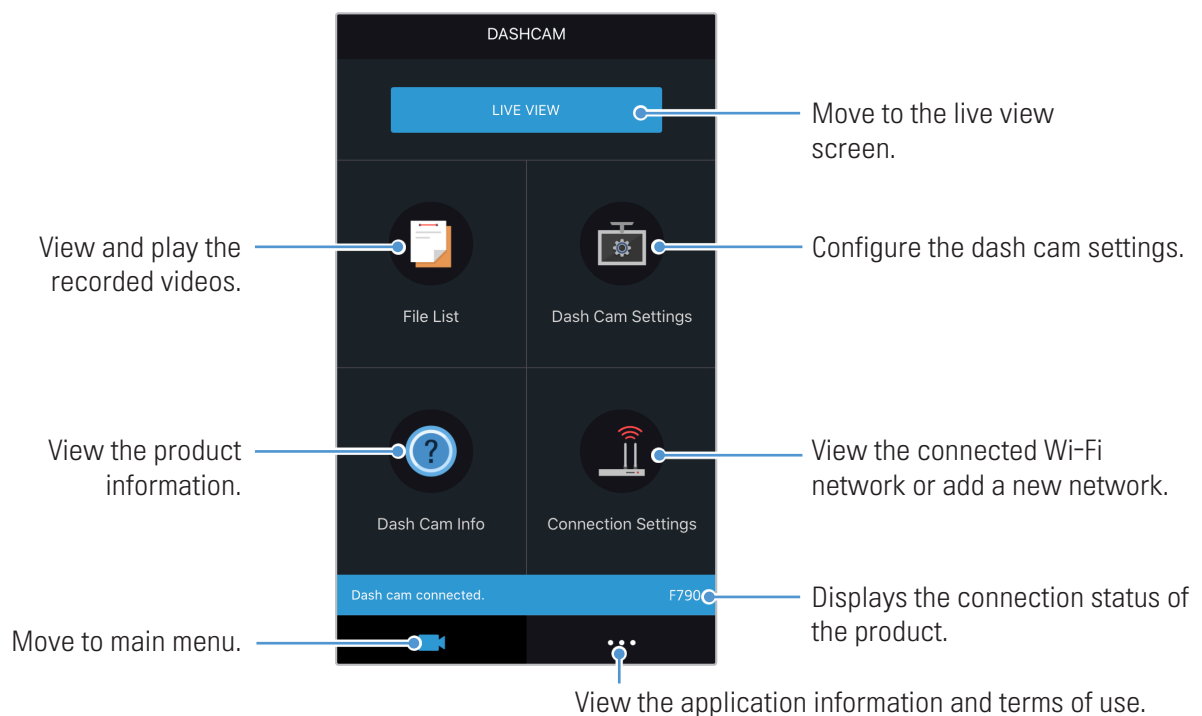 DASHCAM
LIVE VIEW
Move to the live view
screen.
View and play the
recorded videos.
Configure the dash cam settings.
File List
Dash Cam Settings
?
View the product
information.
View the connected Wi-Fi
network or add a new network.
Dash Cam Info
Connection Settings
Dash cam connected.
F790
Displays the connection status of
the product.
Move to main menu.
View the application information and terms of use.